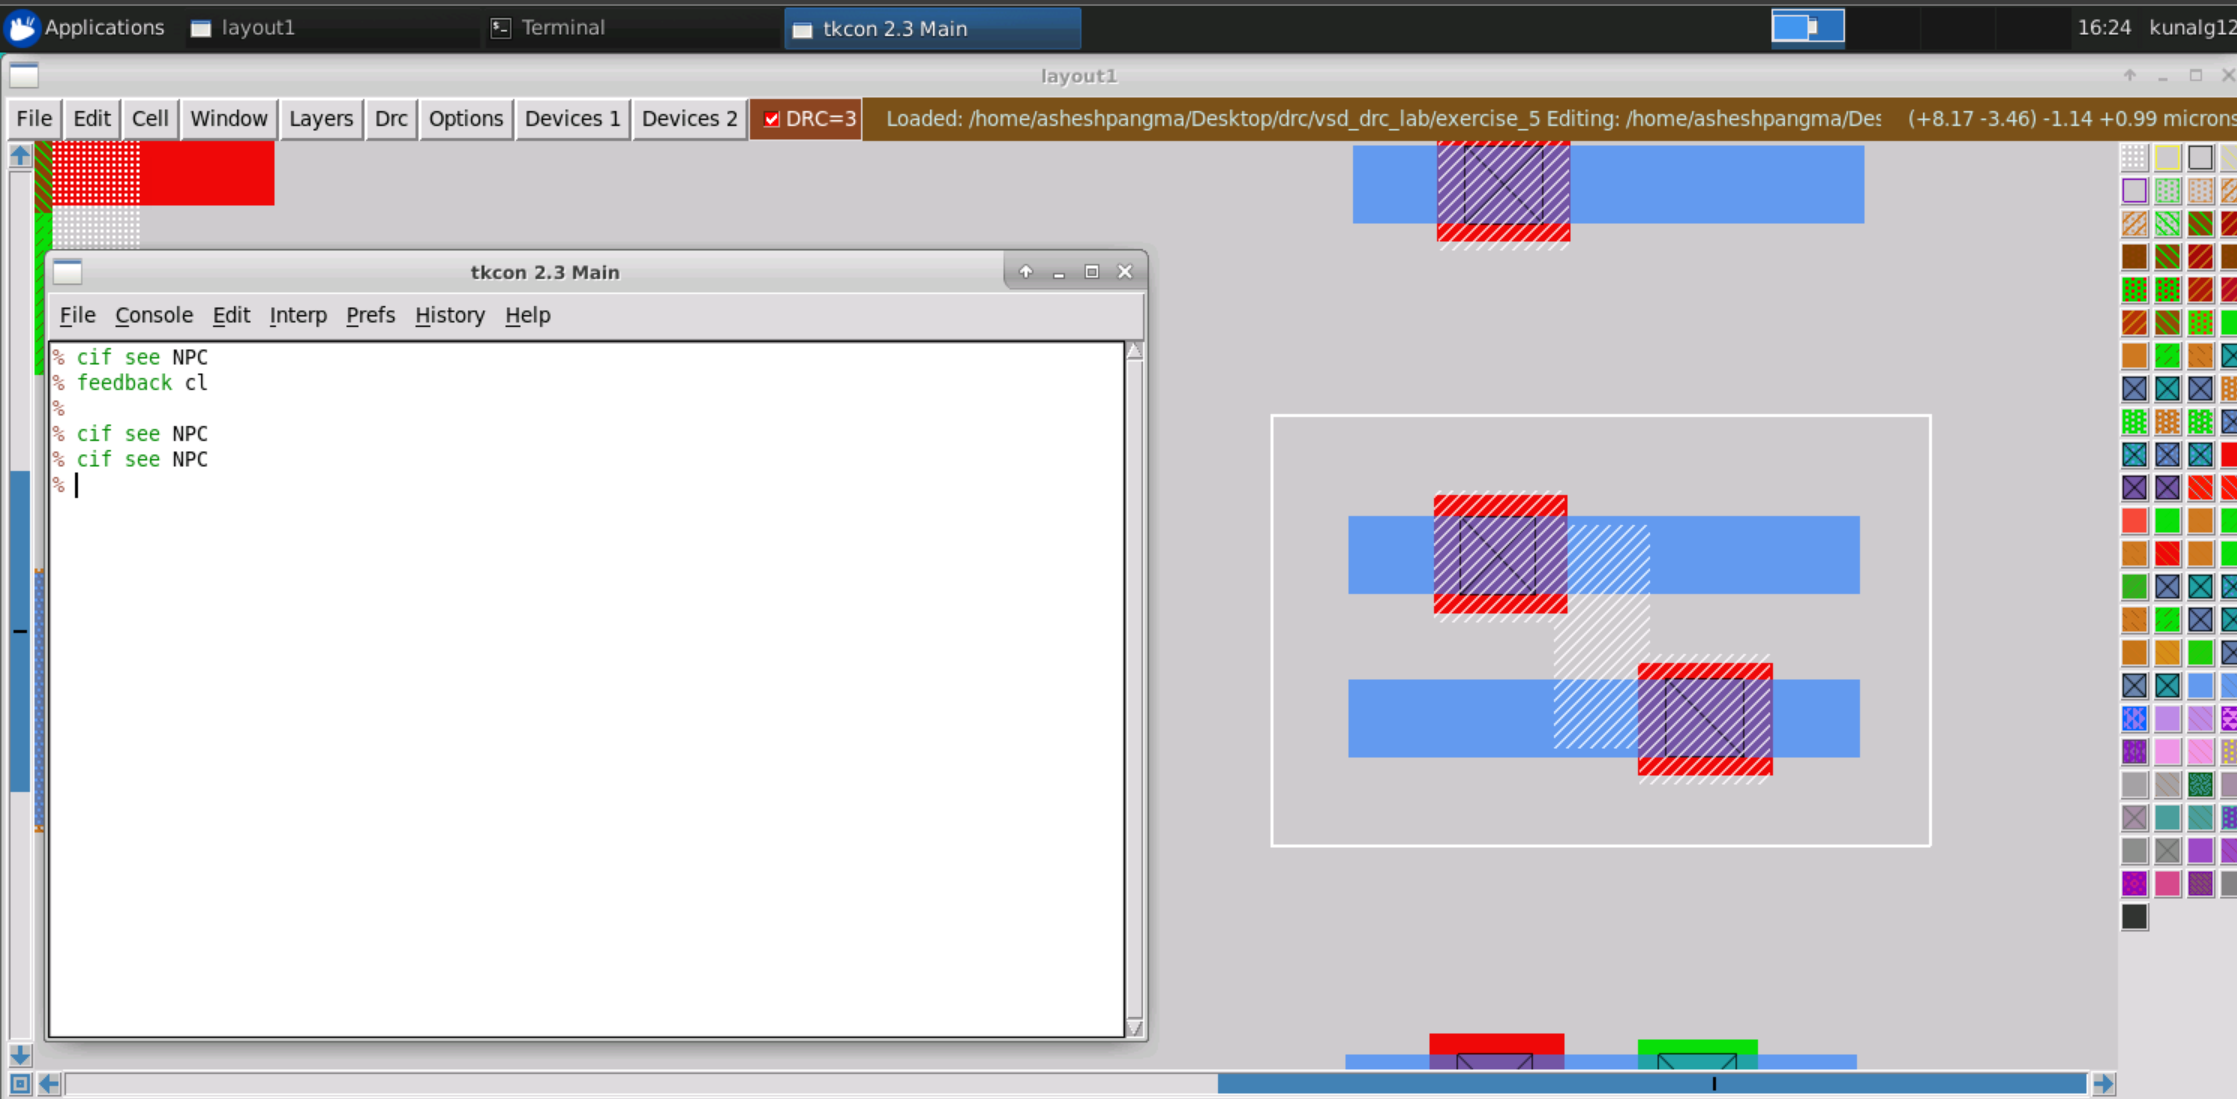 Applications layout1 Terminal tkcon 2.3 Main 16:24 kunalg12
layout1
File Edit Cell Window Layers Drc Options Devices 1 Devices 2 DRC=3 Loaded: /home/asheshpangma/Desktop/drc/vsd_drc_lab/exercise_5 Editing: /home/asheshpangma/Des (+8.17 -3.46) -1.14 +0.99 microns
tkcon 2.3 Main
File Console Edit Interp Prefs History Help
% cif see NPC
% feedback cl
%
% cif see NPC
% cif see NPC
%